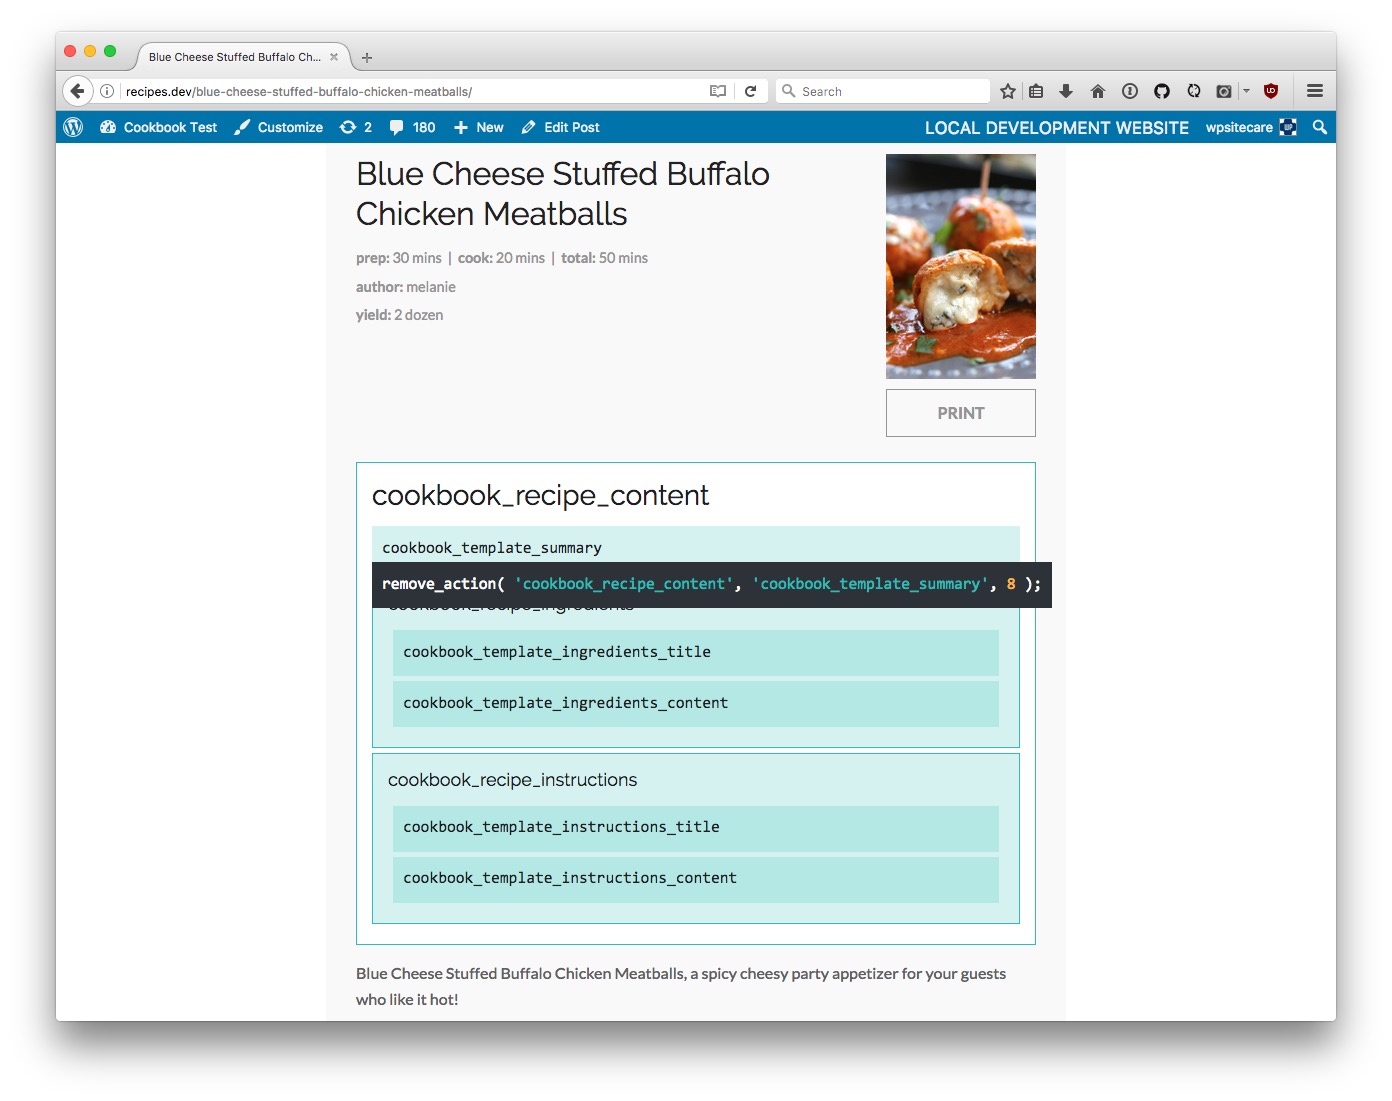 Blue Cheese Stuffed Buffalo Ch...
recipes.dev/blue-cheese-stuffed-buffalo-chicken-meatballs/
Search
Cookbook Test
Customize
2
180
New
Edit Post
LOCAL DEVELOPMENT WEBSITE
wpsitecare
Blue Cheese Stuffed Buffalo
Chicken Meatballs
prep: 30 mins | cook: 20 mins | total: 50 mins
author: melanie
yield: 2 dozen
PRINT
cookbook_recipe_content
cookbook_template_summary
remove_action( 'cookbook_recipe_content', 'cookbook_template_summary', 8 );
cookbook_recipe_ingredients
cookbook_template_ingredients_title
cookbook_template_ingredients_content
cookbook_recipe_instructions
cookbook_template_instructions_title
cookbook_template_instructions_content
Blue Cheese Stuffed Buffalo Chicken Meatballs, a spicy cheesy party appetizer for your guests
who like it hot!